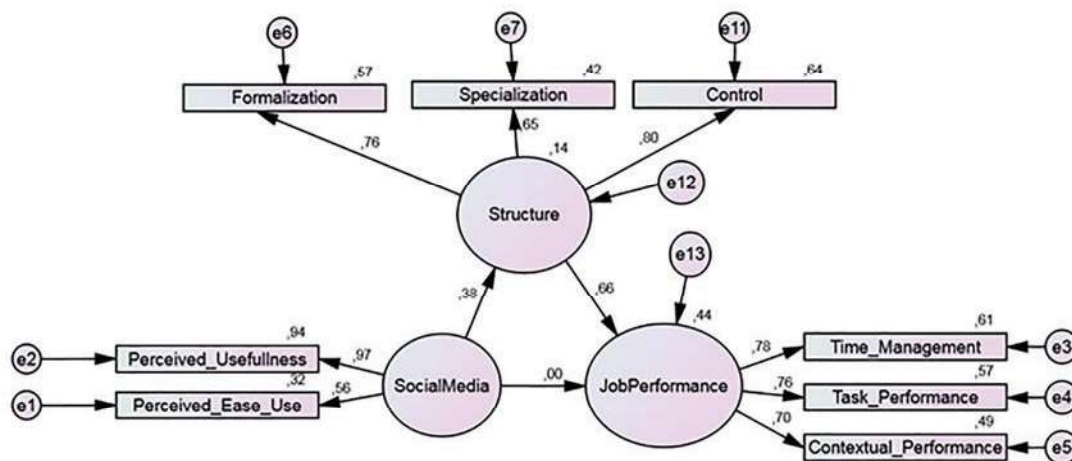 e6
e7
e11
,57
,42
,64
Formalization
Specialization
Control
,76
,65
,80
,14
e12
Structure
e13
,38
,66
,94
,44
,61
e2
Perceived_Usefullness
,97
,78
Time_Management
e3
,32
SocialMedia
,00
JobPerformance
,57
e1
Perceived_Ease_Use
,56
,76
Task_Performance
e4
,49
,70
Contextual_Performance
e5